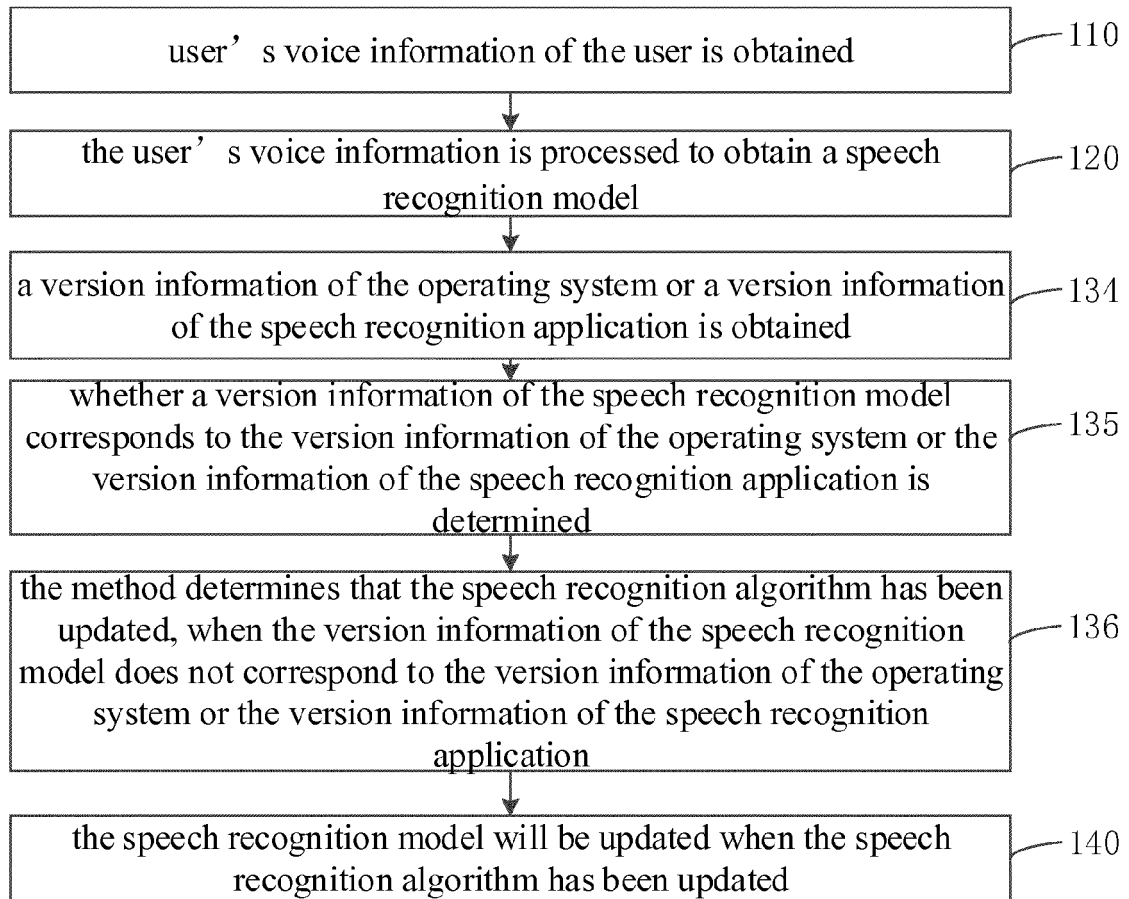 user’s voice information of the user is obtained
110
the user’s voice information is processed to obtain a speech
recognition model
120
a version information of the operating system or a version information
of the speech recognition application is obtained
134
whether a version information of the speech recognition model
corresponds to the version information of the operating system or the
version information of the speech recognition application is
determined
135
the method determines that the speech recognition algorithm has been
updated, when the version information of the speech recognition
model does not correspond to the version information of the operating
system or the version information of the speech recognition
application
136
the speech recognition model will be updated when the speech
recognition algorithm has been updated
140